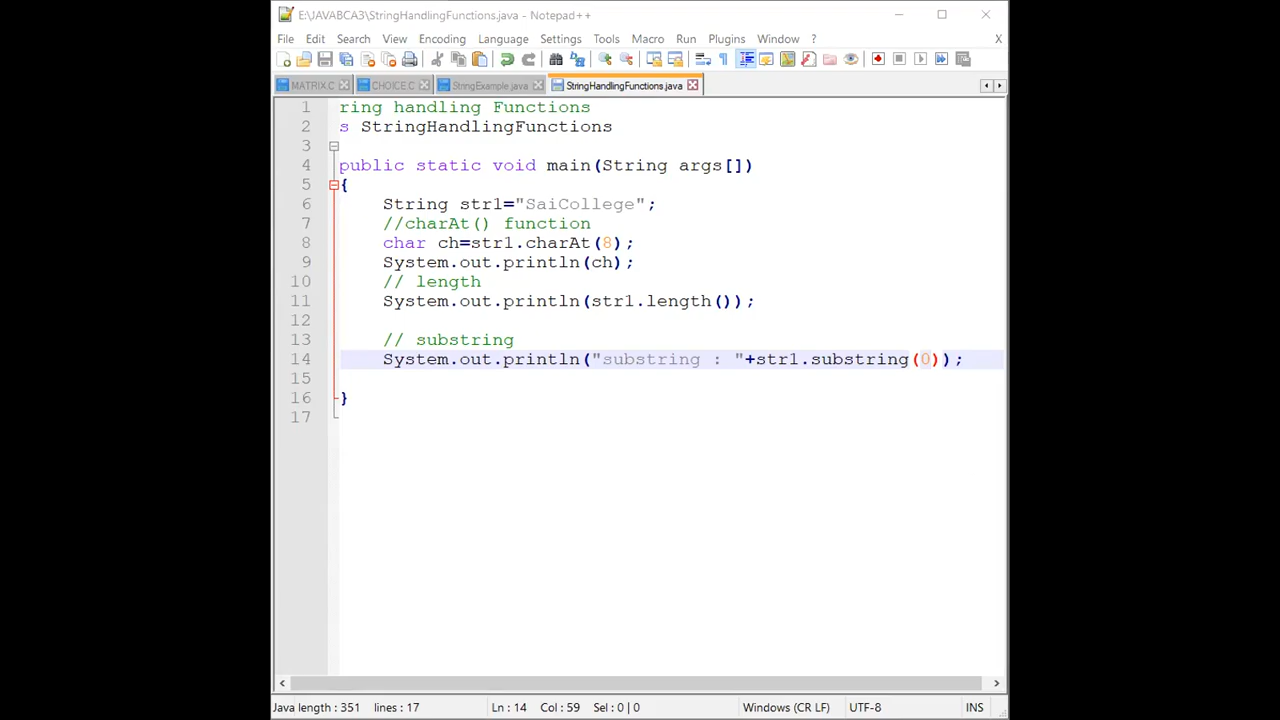 E:\JAVABCA3\StringHandlingFunctions.java - Notepad++
File Edit Search View Encoding Language Settings Tools Macro Run Plugins Window ? X
MATRIX.C CHOICE.C StringExample.java StringHandlingFunctions.java
1 ring handling Functions
2 s StringHandlingFunctions
3
4 public static void main(String args[])
5 {
6 String str1="SaiCollege";
7 //charAt() function
8 char ch=str1.charAt(8);
9 System.out.println(ch);
10 // length
11 System.out.println(str1.length());
12
13 // substring
14 System.out.println("substring : "+str1.substring(0));
15
16 }
17
Java length : 351 lines : 17 Ln : 14 Col : 59 Sel : 0 | 0 Windows (CR LF) UTF-8 INS